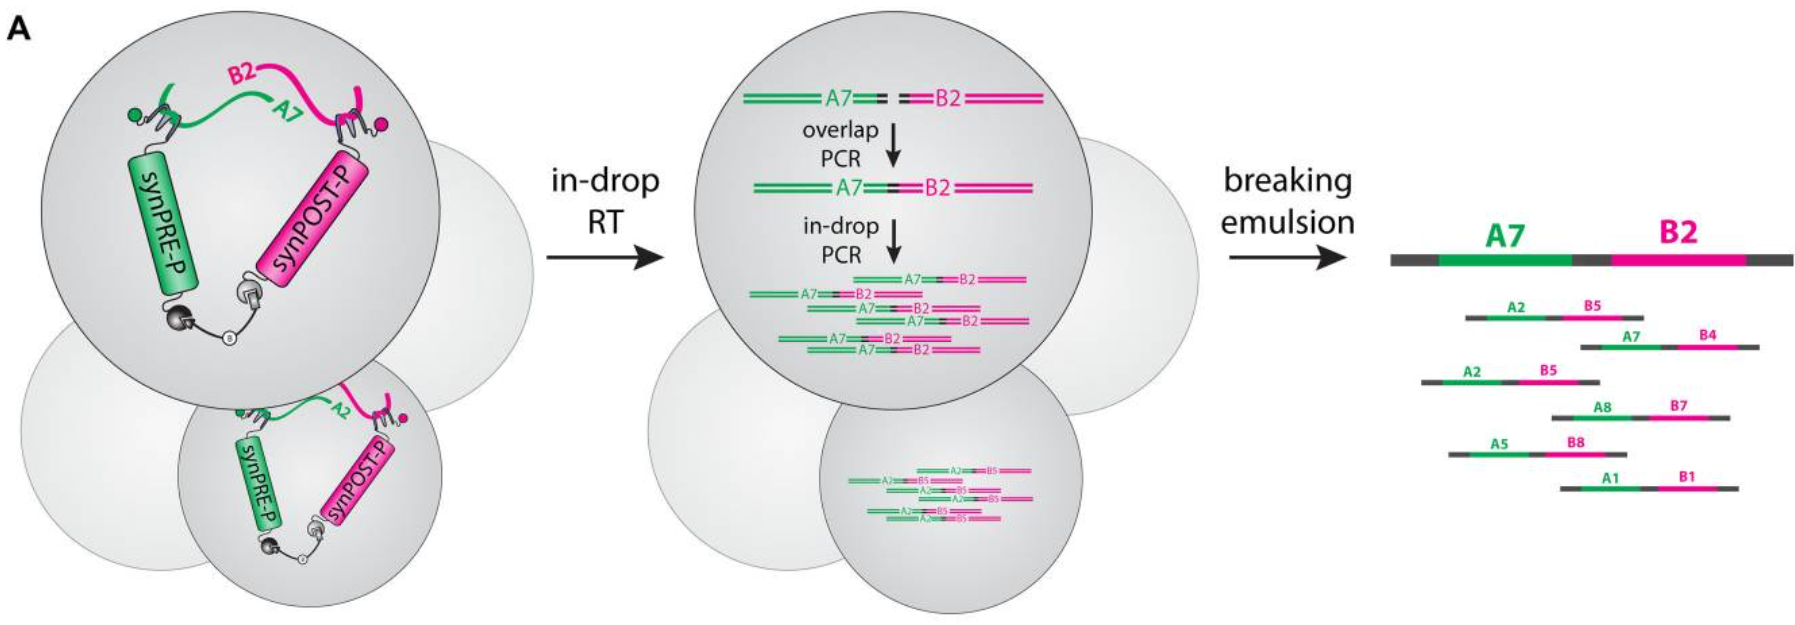 A
B2
A7
synPRE-P
synPOST-P
B
A2
synPRE-P
synPOST-P
in-drop
RT
A7 B2
overlap
PCR
A7 B2
in-drop
PCR
A7 B2
A7 B2
A7 B2
A7 B2
A7 B2
A7 B2
A2 B5
A2 B5
A2 B5
A2 B5
A2 B5
A2 B5
breaking
emulsion
A7 B2
A2 B5
A7 B4
A2 B5
A8 B7
A5 B8
A1 B1